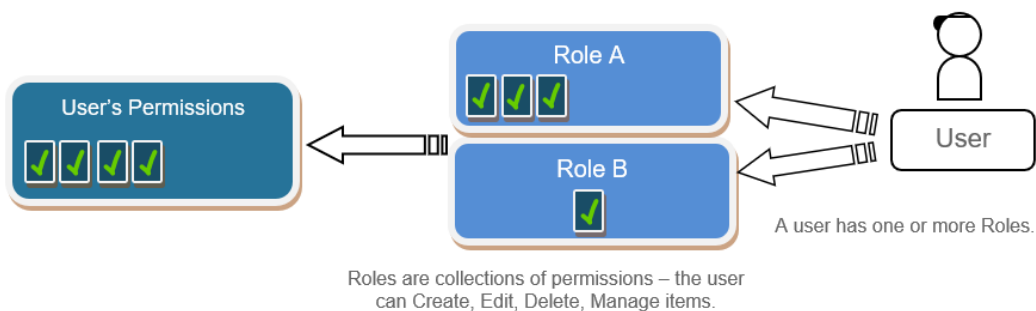 User's Permissions
Role A
Role B
User
A user has one or more Roles.
Roles are collections of permissions – the user
can Create, Edit, Delete, Manage items.